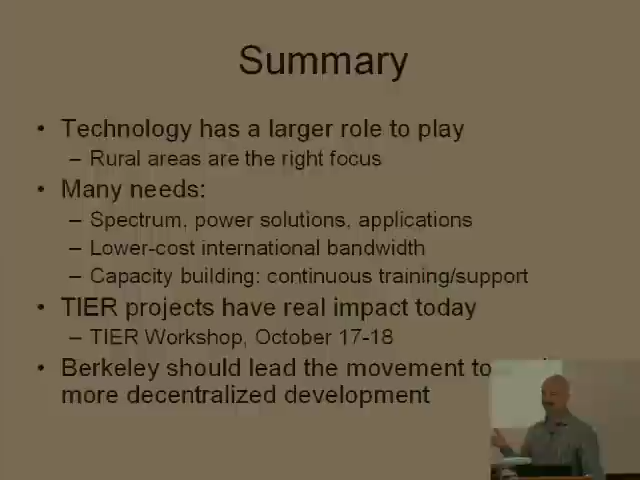 Summary
• Technology has a larger role to play
– Rural areas are the right focus
• Many needs:
– Spectrum, power solutions, applications
– Lower-cost international bandwidth
– Capacity building: continuous training/support
• TIER projects have real impact today
– TIER Workshop, October 17-18
• Berkeley should lead the movement
more decentralized development